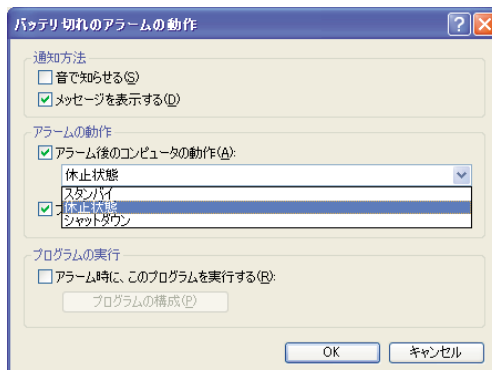 バッテリ切れのアラームの動作
通知方法
音で知らせる(S)
メッセージを表示する(D)
アラームの動作
アラーム後のコンピュータの動作(A):
休止状態
スタンバイ
休止状態
シャットダウン
プログラムの実行
アラーム時に、このプログラムを実行する(R):
プログラムの構成(P)
OK キャンセル